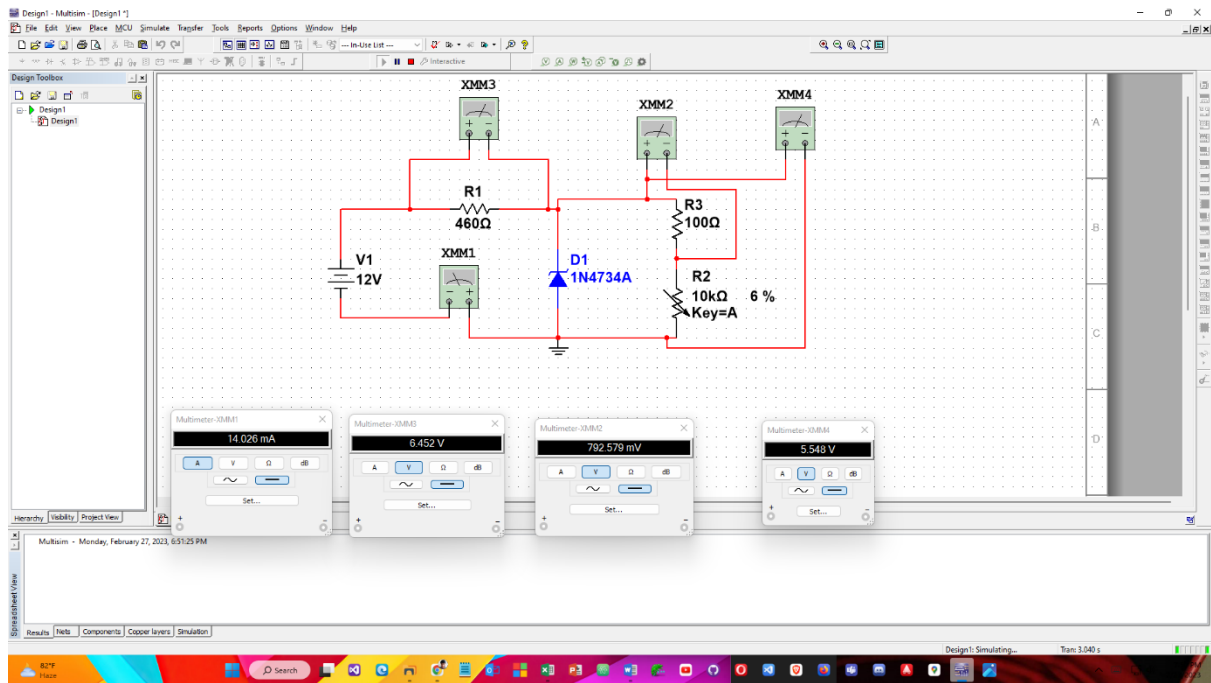 Design1 - Multisim - [Design1 *]
File Edit View Place MCU Simulate Transfer Tools Reports Options Window Help
--- In-Use List ---
Interactive
Design Toolbox
Design1
Design1
XMM3
XMM2
XMM4
A
R1
460Ω
R3
100Ω
B
V1
12V
XMM1
D1
1N4734A
R2
10kΩ 6 %
Key=A
C
D
Multimeter-XMM1
14.026 mA
A V Ω dB
Set...
Multimeter-XMM3
6.452 V
A V Ω dB
Set...
Multimeter-XMM2
792.579 mV
A V Ω dB
Set...
Multimeter-XMM4
5.548 V
A V Ω dB
Set...
Hierarchy Visibility Project View
Multisim - Monday, February 27, 2023, 6:51:25 PM
Spreadsheet View
Results Nets Components Copper layers Simulation
Design1: Simulating... Tran: 3.040 s
82°F
Haze
Search